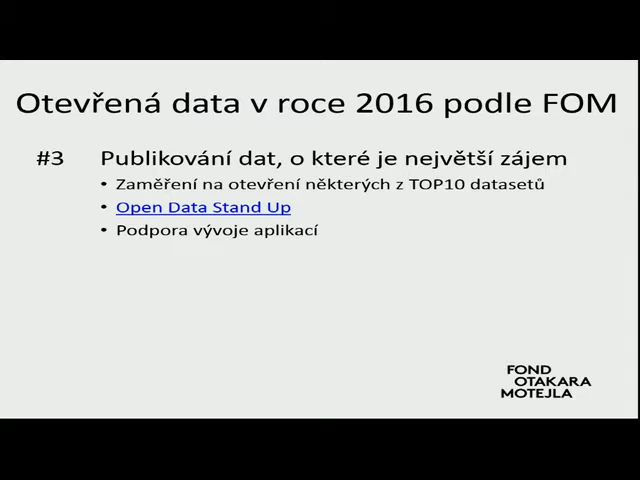 Otevřená data v roce 2016 podle FOM
#3 Publikování dat, o které je největší zájem
• Zaměření na otevření některých z TOP10 datasetů
• Open Data Stand Up
• Podpora vývoje aplikací
FOND
OTAKARA
MOTEJLA